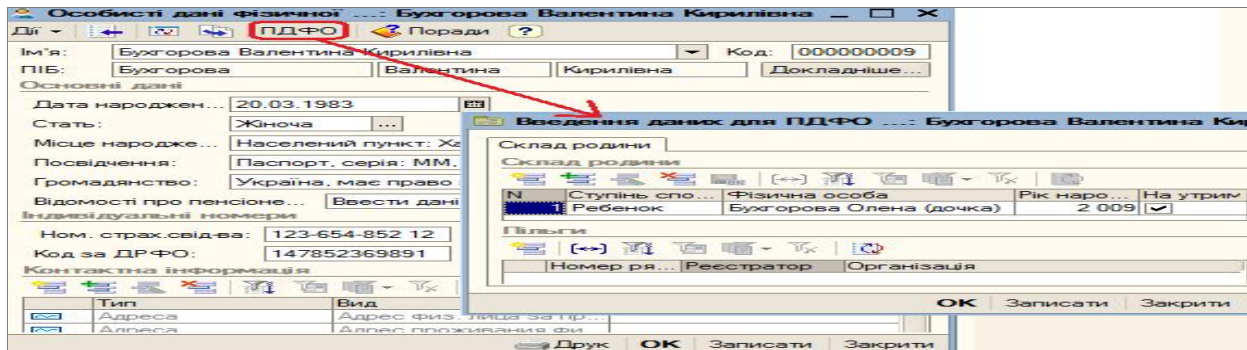 Особисті дані фізичної ...: Бухгорова Валентина Кирилівна
Дії ПДФО Поради ?
Ім"я: Бухгорова Валентина Кирилівна Код: 000000009
ПІБ: Бухгорова Валентина Кирилівна Докладніше...
Основні дані
Дата народжен... 20.03.1983
Стать: Жіноча ...
Місце народже... Населений пункт: Ха
Посвідчення: Паспорт, серія: ММ,
Громадянство: Україна, має право
Відомості про пенсіоне... Ввести дані
Індивідуальні номери
Ном. страх.свід-ва: 123-654-852 12
Код за ДРФО: 147852369891
Контактна інформація
Тип Вид
Адреса Адрес физ. лица за пр...
Адреса Адрес проживания фи
Друк ОК Записати Закрити
Введення даних для ПДФО ...: Бухгорова Валентина Ки
Склад родини
Склад родини
N Ступінь спо... Фізична особа Рік наро... На утрим
1 Ребенок Бухгорова Олена (дочка) 2 009
Пільги
Номер ря... Реєстратор Організація
ОК Записати Закрити